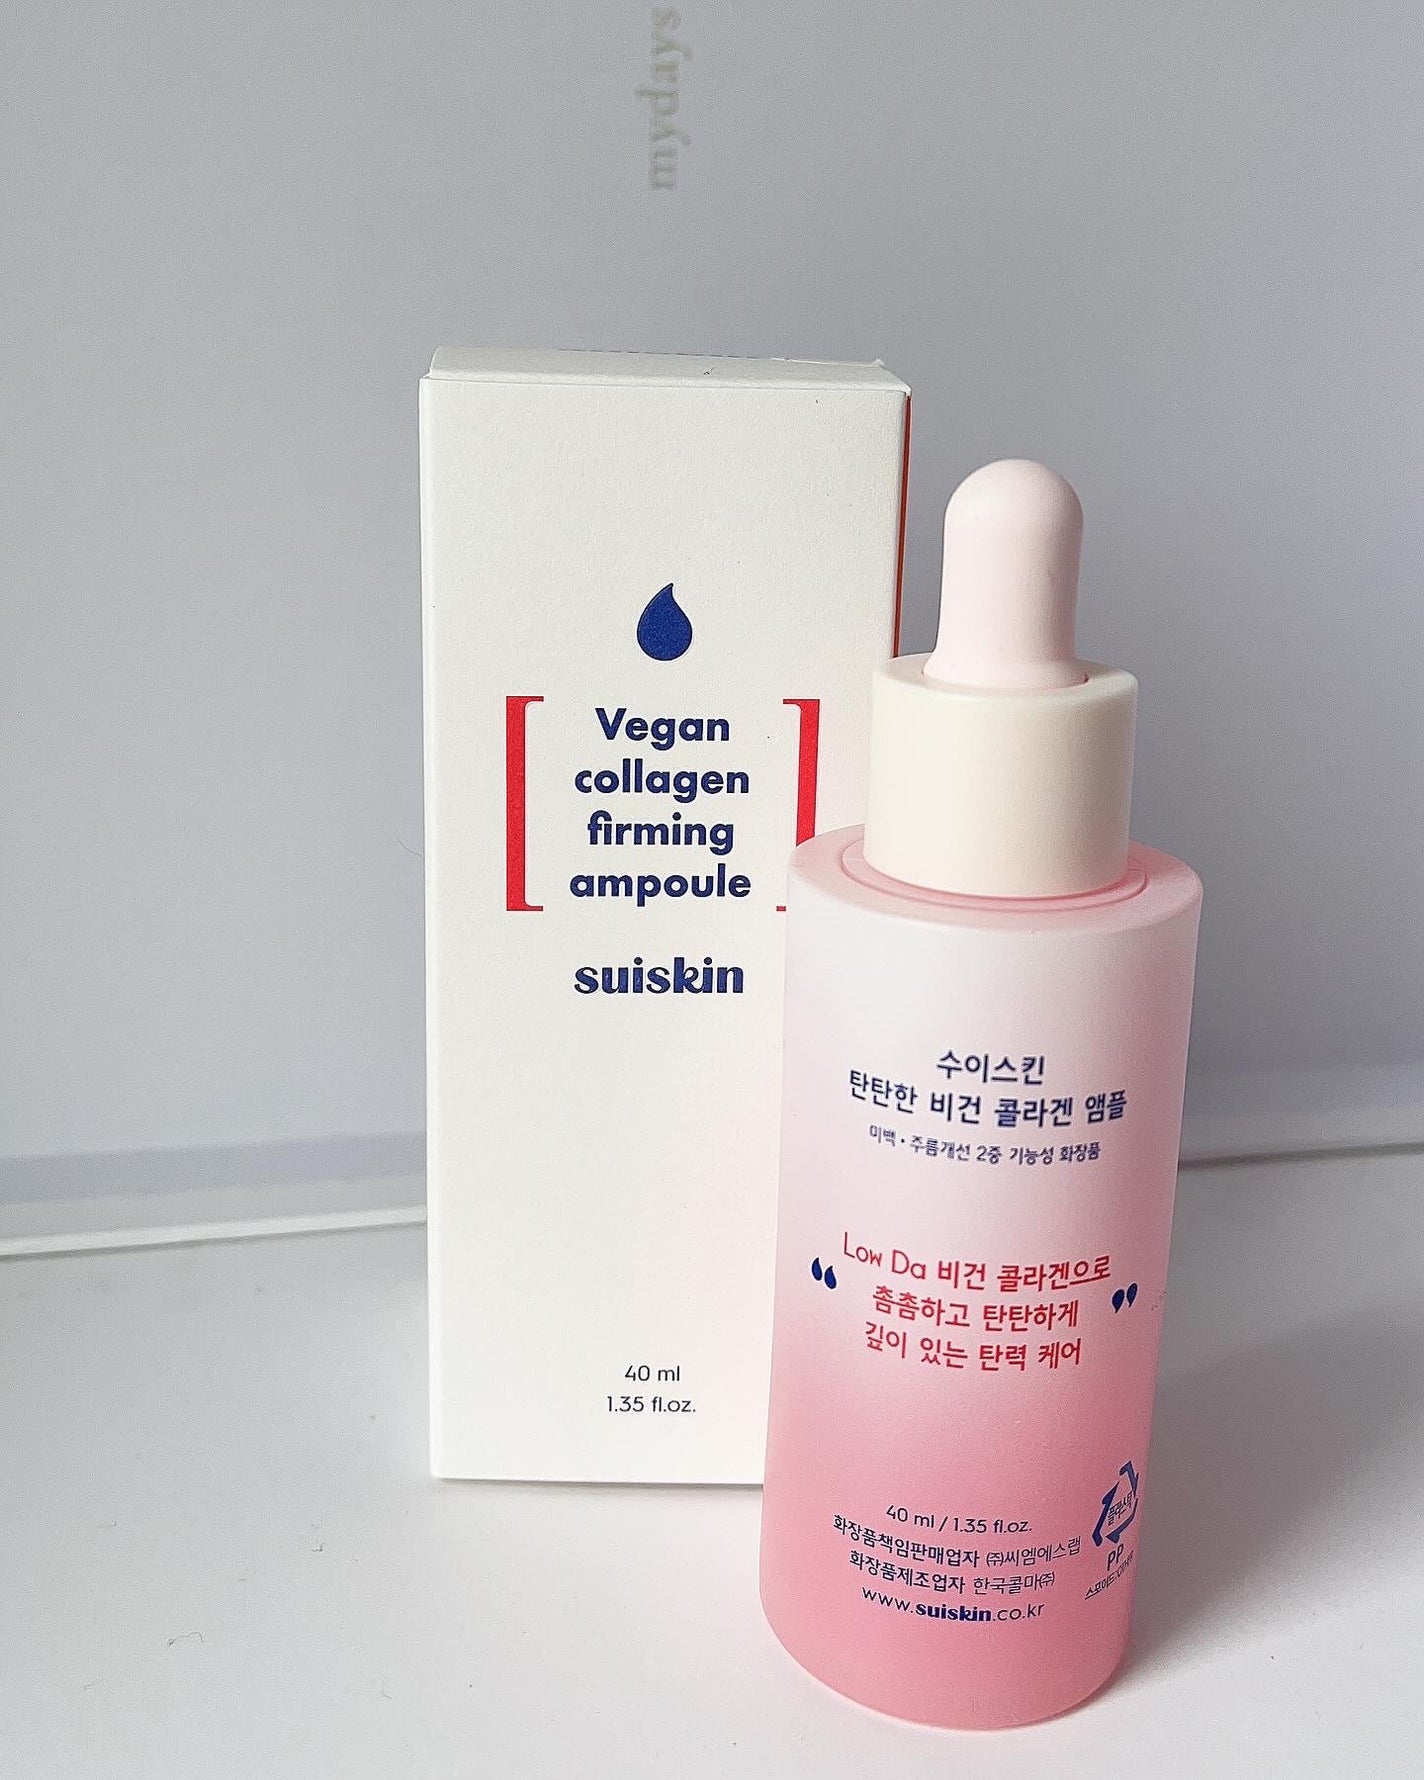 mydays
Vegan
collagen
firming
ampoule
suiskin
40 ml
1.35 fl.oz.
수이스킨
탄탄한 비건 콜라겐 앰플
미백 • 주름개선 2중 기능성 화장품
“ Low Da 비건 콜라겐으로
촘촘하고 탄탄하게 ”
깊이 있는 탄력 케어
40 ml / 1.35 fl.oz.
화장품책임판매업자 ㈜씨엠에스랩
화장품제조업자 한국콜마㈜
www.suiskin.co.kr
플라스틱
PP